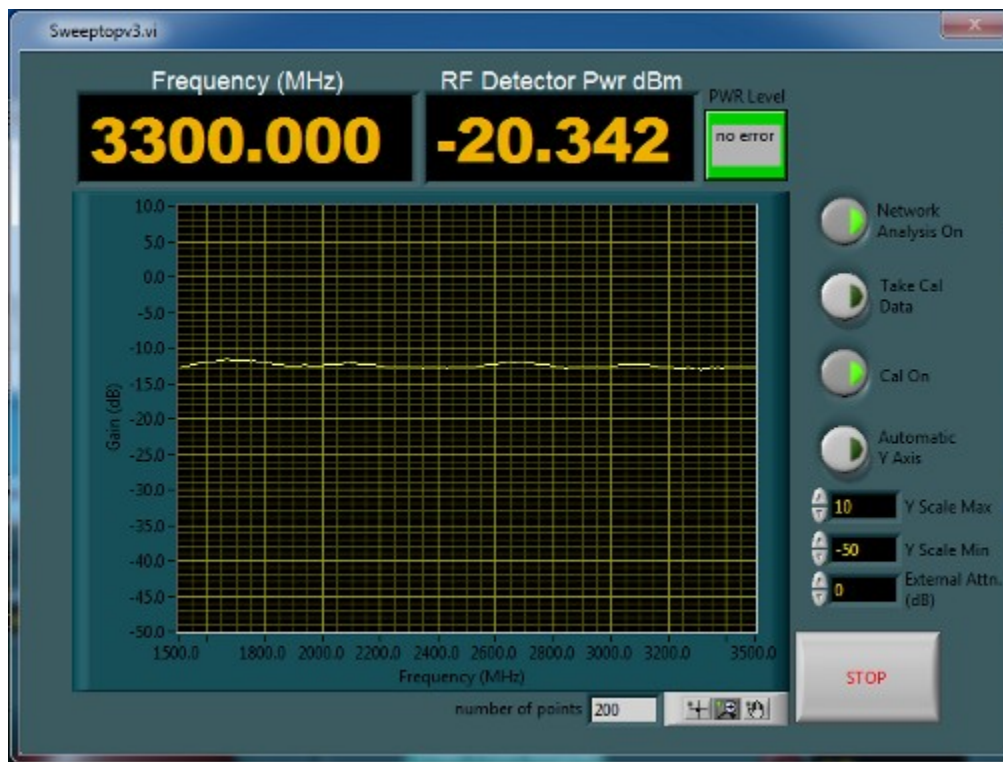 Sweeptopv3.vi
Frequency (MHz)
RF Detector Pwr dBm
PWR Level
3300.000
-20.342
no error
10.0
5.0
0.0
-5.0
-10.0
-15.0
-20.0
-25.0
-30.0
-35.0
-40.0
-45.0
-50.0
Gain (dB)
1500.0 1800.0 2000.0 2200.0 2400.0 2600.0 2800.0 3000.0 3200.0 3500.0
Frequency (MHz)
number of points 200
Network
Analysis On
Take Cal
Data
Cal On
Automatic
Y Axis
10 Y Scale Max
-50 Y Scale Min
0 External Attn.
(dB)
STOP